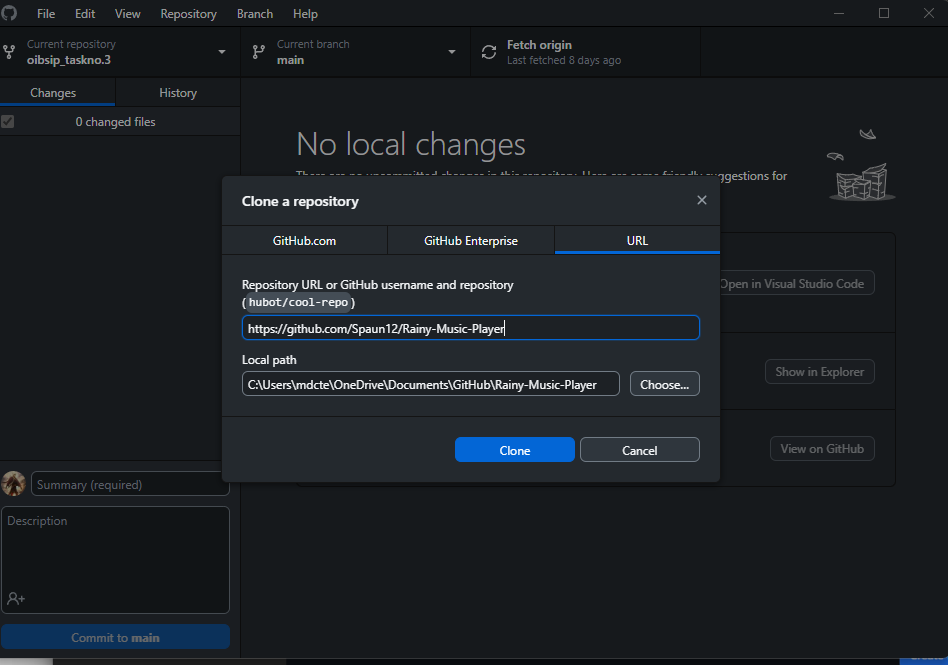 File Edit View Repository Branch Help
Current repository
oibsip_taskno.3
Current branch
main
Fetch origin
Last fetched 8 days ago
Changes
History
0 changed files
No local changes
There are no uncommitted changes in this repository. Here are some friendly suggestions for
Clone a repository
GitHub.com
GitHub Enterprise
URL
Repository URL or GitHub username and repository
(hubot/cool-repo)
https://github.com/Spaun12/Rainy-Music-Player
Local path
C:\Users\mdcte\OneDrive\Documents\GitHub\Rainy-Music-Player
Choose...
Clone
Cancel
Open in Visual Studio Code
Show in Explorer
View on GitHub
Summary (required)
Description
Commit to main